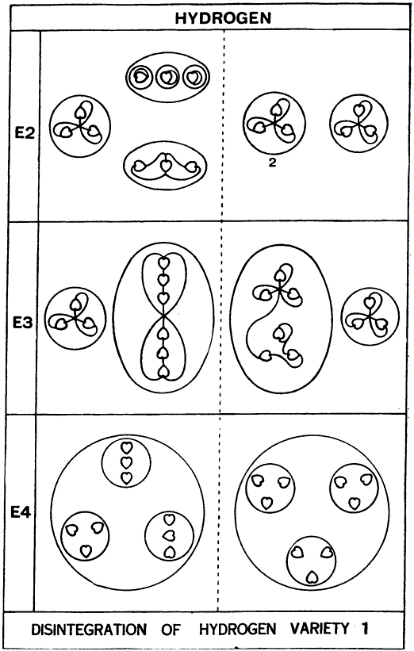 HYDROGEN
E2
2
E3
E4
DISINTEGRATION OF HYDROGEN VARIETY 1